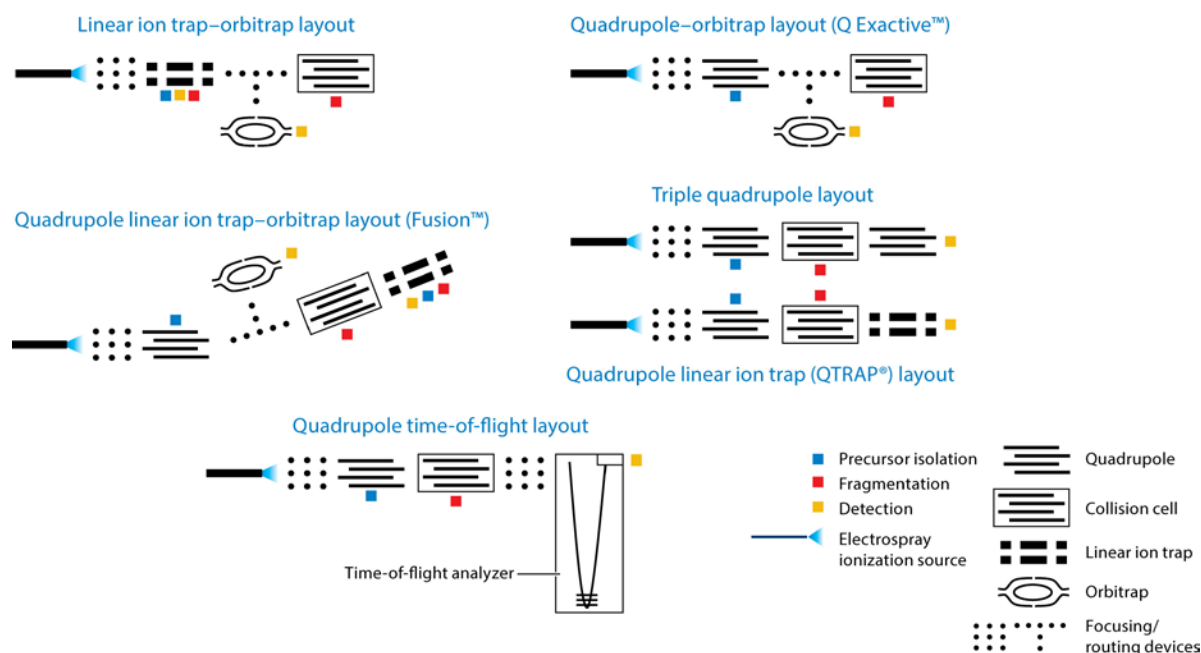 Linear ion trap–orbitrap layout
Quadrupole–orbitrap layout (Q Exactive™)
Quadrupole linear ion trap–orbitrap layout (Fusion™)
Triple quadrupole layout
Quadrupole linear ion trap (QTRAP®) layout
Quadrupole time-of-flight layout
Time-of-flight analyzer
Precursor isolation
Fragmentation
Detection
Electrospray
ionization source
Quadrupole
Collision cell
Linear ion trap
Orbitrap
Focusing/
routing devices